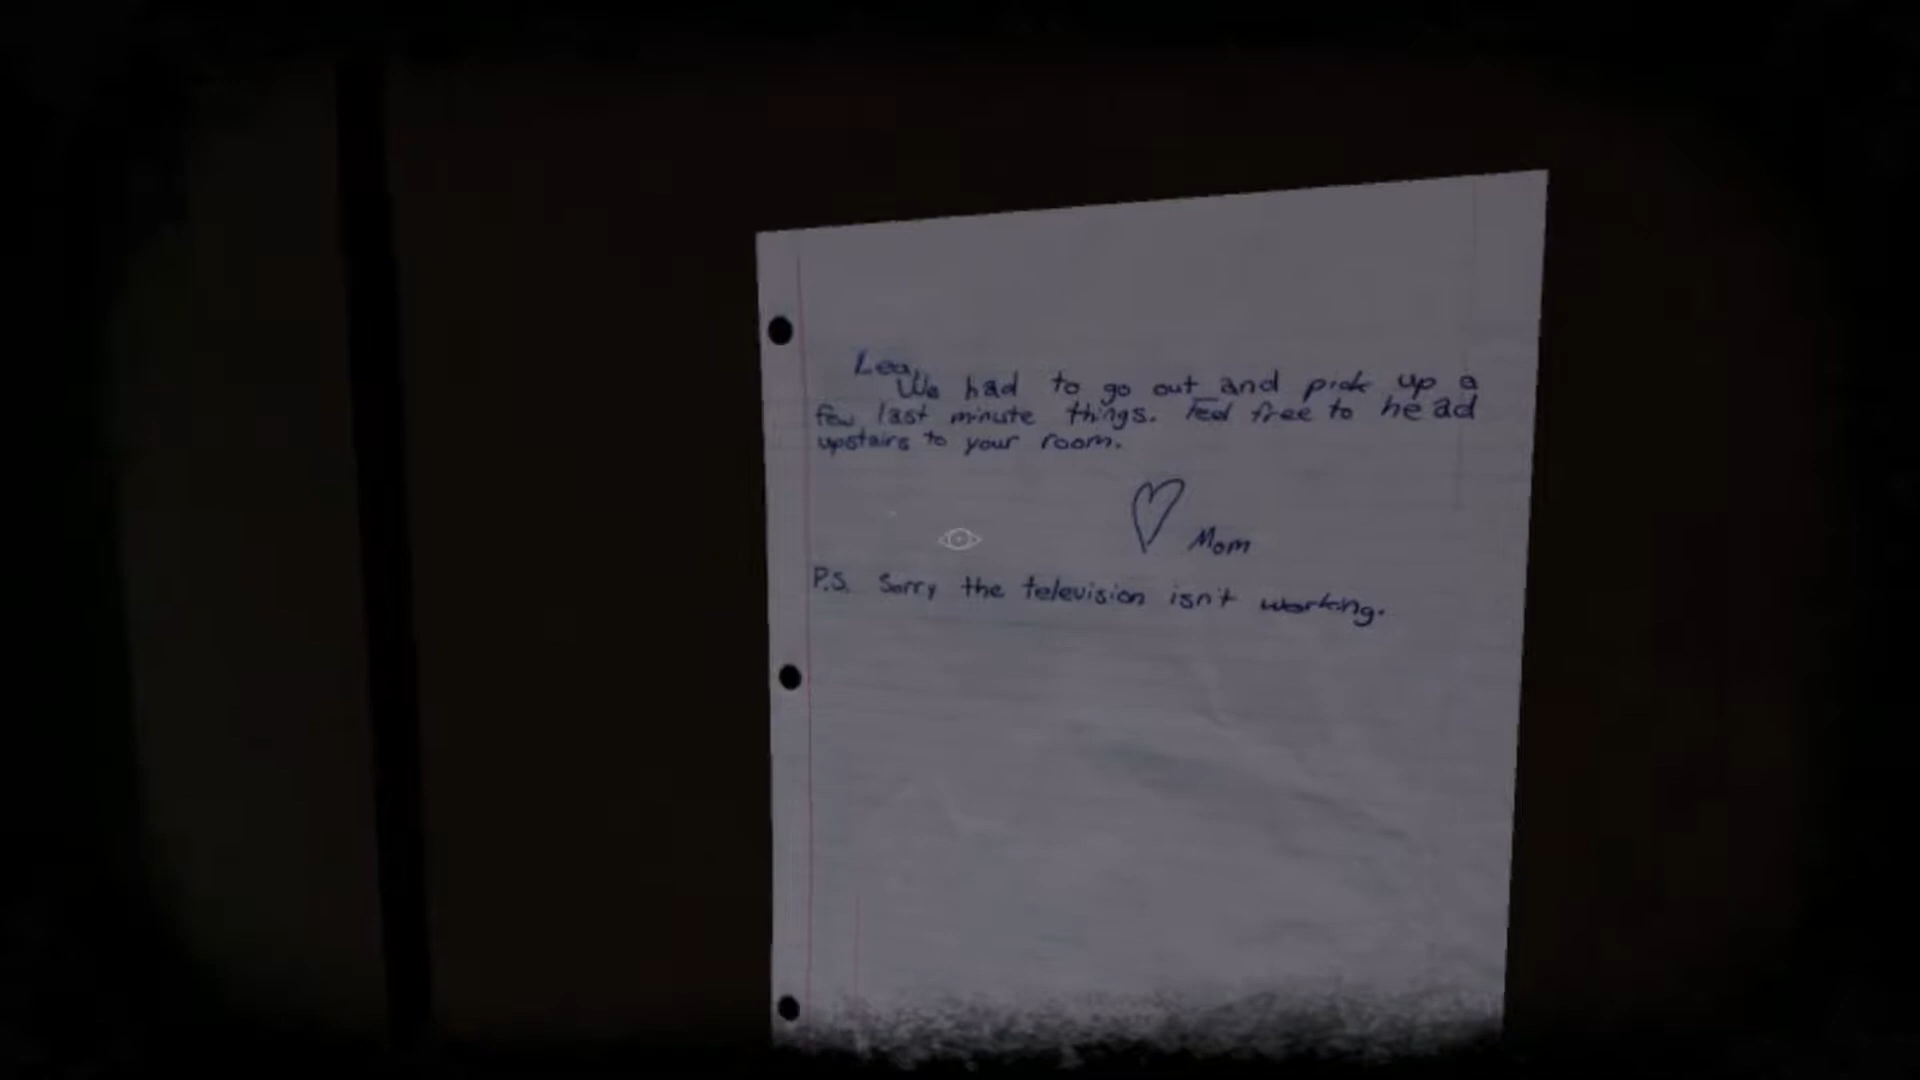 Lea,
We had to go out and pick up a
few last minute things. Feel free to head
upstairs to your room.
Mom
P.S. Sorry the television isn't working.